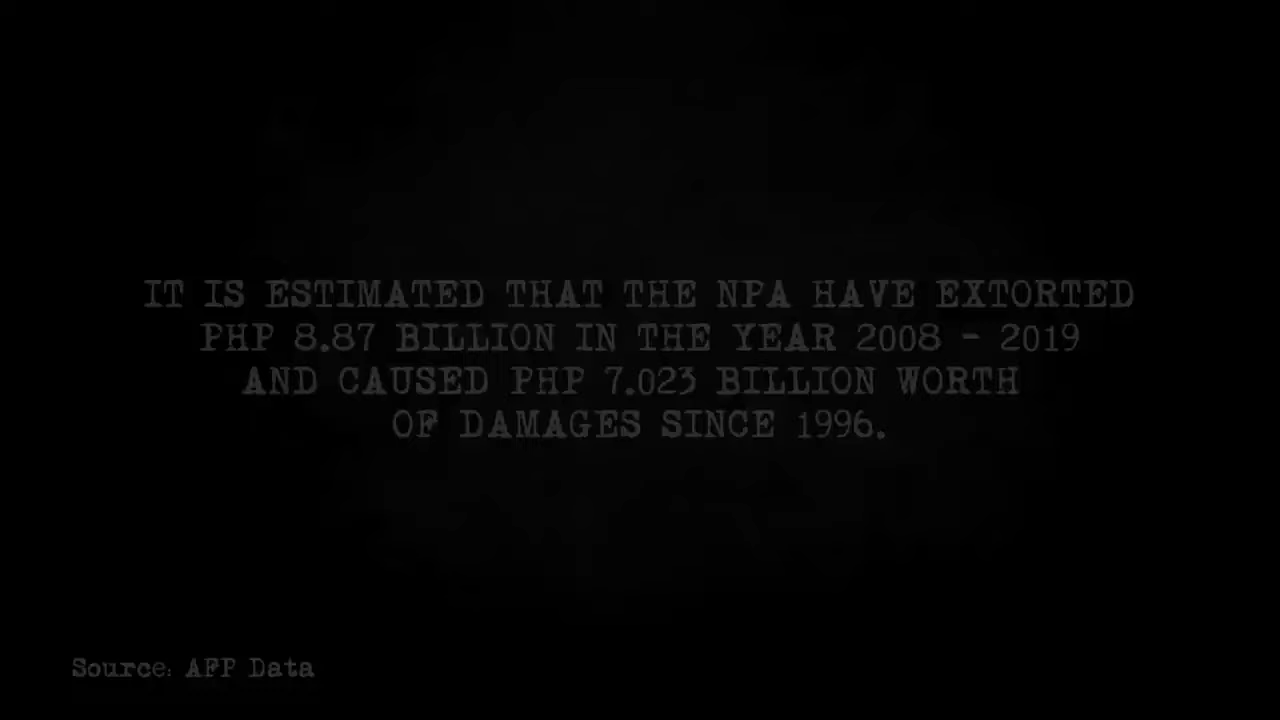 IT IS ESTIMATED THAT THE NPA HAVE EXTORTED
PHP 8.87 BILLION IN THE YEAR 2008 - 2019
AND CAUSED PHP 7.023 BILLION WORTH
OF DAMAGES SINCE 1996.
Source: AFP Data